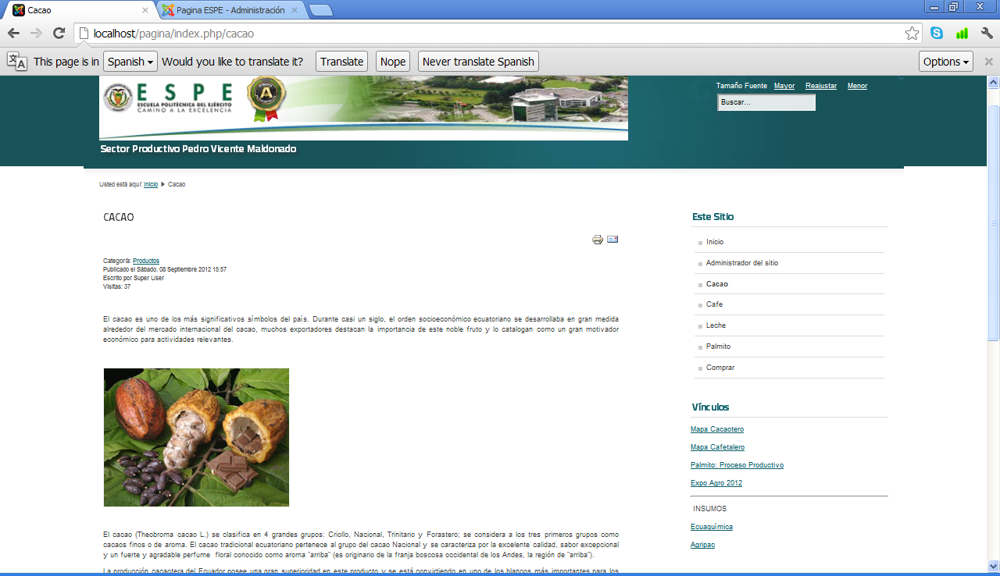 Cacao
Pagina ESPE - Administración
localhost/pagina/index.php/cacao
This page is in Spanish Would you like to translate it? Translate Nope Never translate Spanish Options
ESPE
ESCUELA POLITÉCNICA DEL EJÉRCITO
CAMINO A LA EXCELENCIA
A
Tamaño Fuente Mayor Reajustar Menor
Buscar...
Sector Productivo Pedro Vicente Maldonado
Usted está aquí: Inicio Cacao
CACAO
Categoría: Productos
Publicado el Sábado, 08 Septiembre 2012 15:57
Escrito por Super User
Visitas: 37
El cacao es uno de los más significativos símbolos del país. Durante casi un siglo, el orden socioeconómico ecuatoriano se desarrollaba en gran medida
alrededor del mercado internacional del cacao, muchos exportadores destacan la importancia de este noble fruto y lo catalogan como un gran motivador
económico para actividades relevantes.
El cacao (Theobroma cacao L.) se clasifica en 4 grandes grupos: Criollo, Nacional, Trinitario y Forastero; se considera a los tres primeros grupos como
cacaos finos o de aroma. El cacao tradicional ecuatoriano pertenece al grupo del cacao Nacional y se caracteriza por la excelente calidad, sabor excepcional
y un fuerte y agradable perfume floral conocido como aroma "arriba" (es originario de la franja boscosa occidental de los Andes, la región de "arriba").
La producción cacaotera del Ecuador posee una gran superioridad en este producto y se está convirtiendo en uno de los blancos más importantes para los
Este Sitio
Inicio
Administrador del sitio
Cacao
Cafe
Leche
Palmito
Comprar
Vínculos
Mapa Cacaotero
Mapa Cafetalero
Palmito: Proceso Productivo
Expo Agro 2012
INSUMOS
Ecuaquímica
Agripac